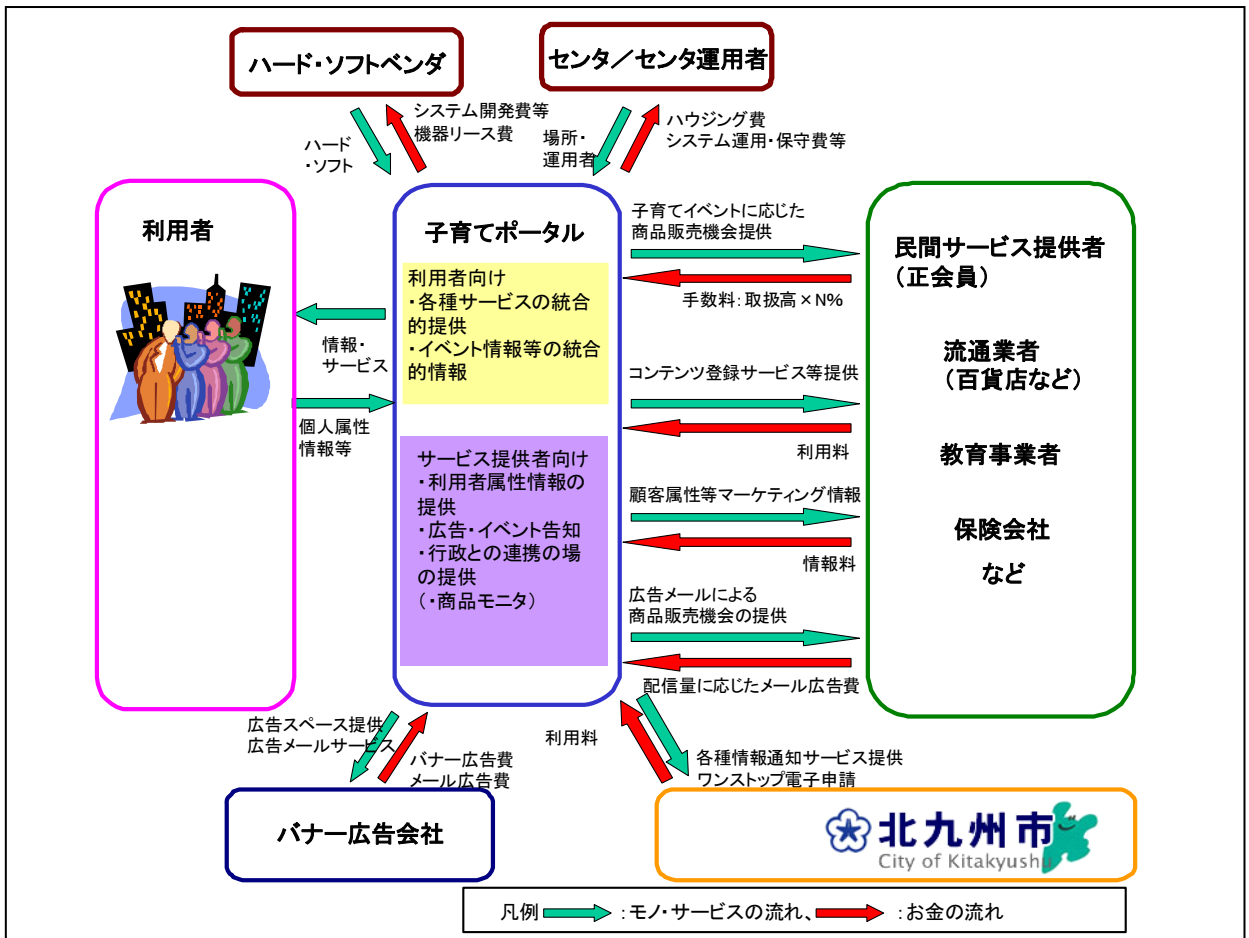 ハード・ソフトベンダ
センタ／センタ運用者
ハード
・ソフト
システム開発費等
機器リース費
場所・
運用者
ハウジング費
システム運用・保守費等
利用者
情報・
サービス
個人属性
情報等
子育てポータル
利用者向け
・各種サービスの統合
的提供
・イベント情報等の統合
的情報
サービス提供者向け
・利用者属性情報の
提供
・広告・イベント告知
・行政との連携の場
の提供
（・商品モニタ）
子育てイベントに応じた
商品販売機会提供
手数料：取扱高×N％
コンテンツ登録サービス等提供
利用料
顧客属性等マーケティング情報
情報料
広告メールによる
商品販売機会の提供
配信量に応じたメール広告費
民間サービス提供者
（正会員）
流通業者
（百貨店など）
教育事業者
保険会社
など
広告スペース提供
広告メールサービス
バナー広告費
メール広告費
利用料
各種情報通知サービス提供
ワンストップ電子申請
バナー広告会社
北九州市
City of Kitakyushu
凡例 ：モノ・サービスの流れ、 ：お金の流れ